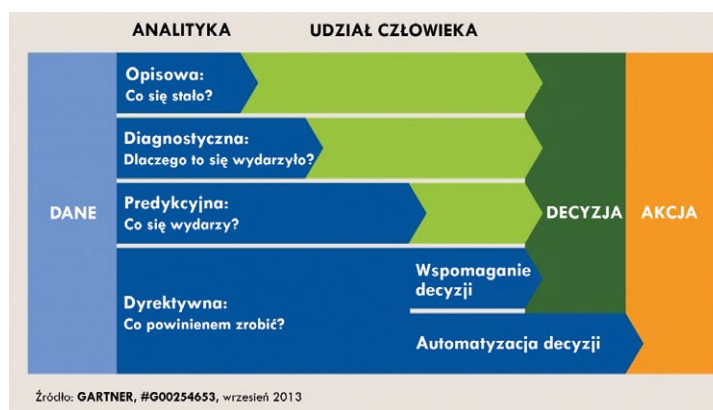 ANALITYKA
UDZIAŁ CZŁOWIEKA
Opisowa:
Co się stało?
Diagnostyczna:
Dlaczego to się wydarzyło?
Predykcyjna:
Co się wydarzy?
DANE
DECYZJA
AKCJA
Wspomaganie
decyzji
Dyrektywna:
Co powinienem zrobić?
Automatyzacja decyzji
Źródło: GARTNER, #G00254653, wrzesień 2013